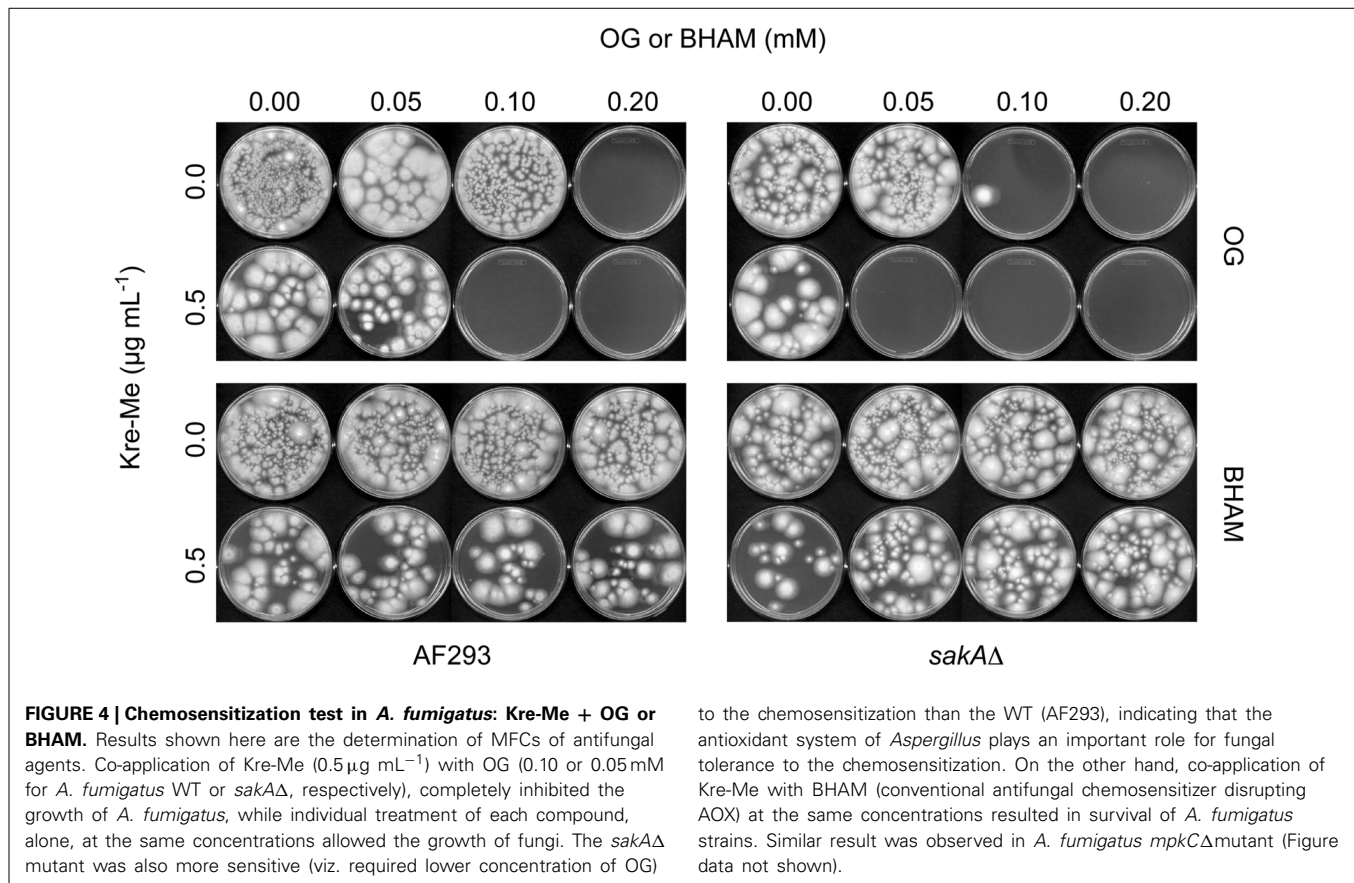 OG or BHAM (mM)
0.00 0.05 0.10 0.20 0.00 0.05 0.10 0.20
Kre-Me (µg mL-1)
0.0
0.5
OG
0.0
0.5
BHAM
AF293 sakAΔ
FIGURE 4 | Chemosensitization test in A. fumigatus: Kre-Me + OG or
BHAM. Results shown here are the determination of MFCs of antifungal
agents. Co-application of Kre-Me (0.5 µg mL−1) with OG (0.10 or 0.05 mM
for A. fumigatus WT or sakAΔ, respectively), completely inhibited the
growth of A. fumigatus, while individual treatment of each compound,
alone, at the same concentrations allowed the growth of fungi. The sakAΔ
mutant was also more sensitive (viz. required lower concentration of OG)
to the chemosensitization than the WT (AF293), indicating that the
antioxidant system of Aspergillus plays an important role for fungal
tolerance to the chemosensitization. On the other hand, co-application of
Kre-Me with BHAM (conventional antifungal chemosensitizer disrupting
AOX) at the same concentrations resulted in survival of A. fumigatus
strains. Similar result was observed in A. fumigatus mpkCΔmutant (Figure
data not shown).